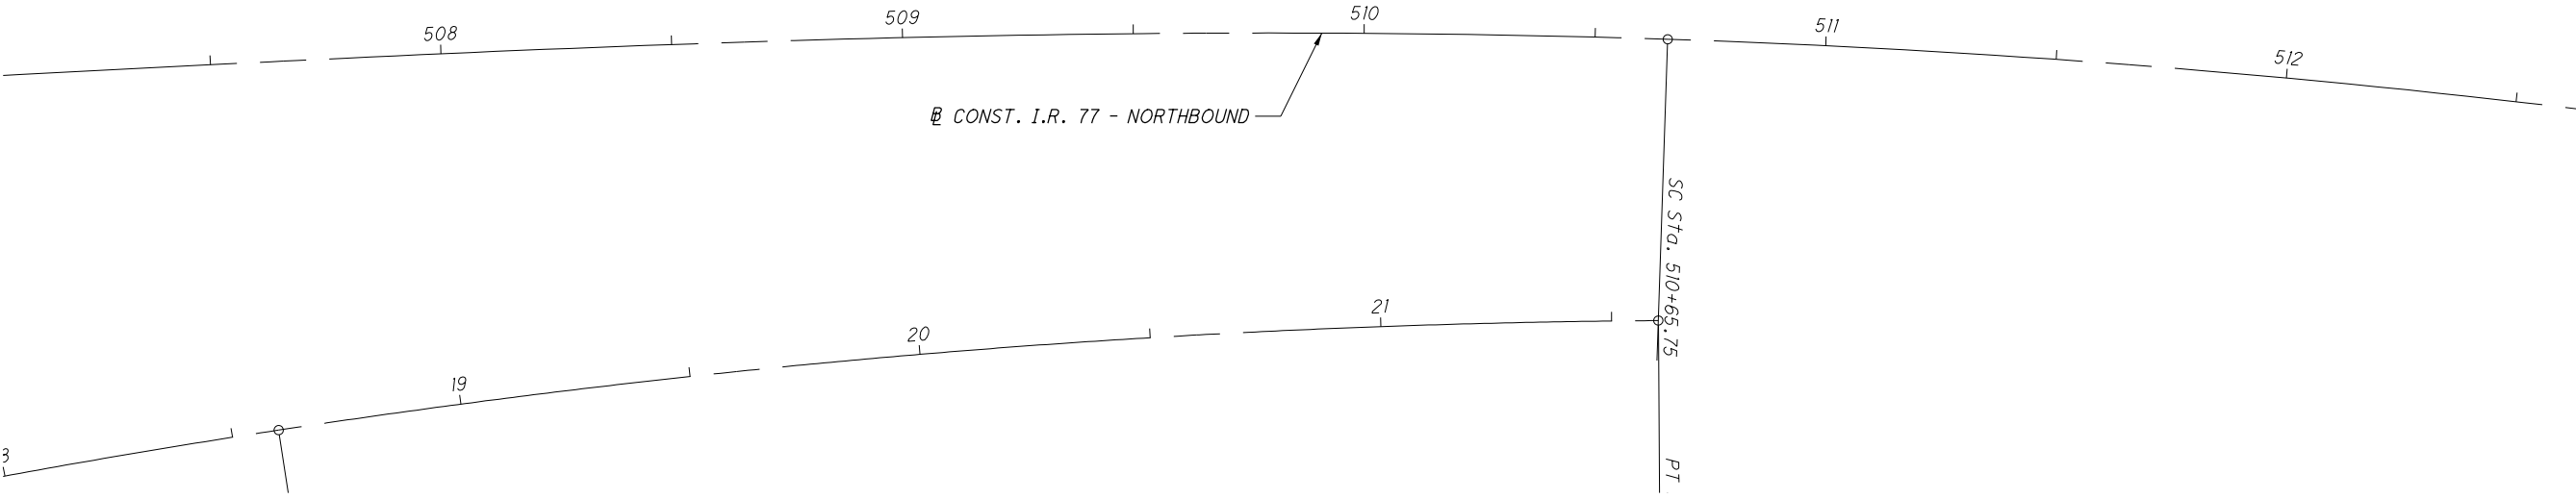 508
509
510
511
512
℄ CONST. I.R. 77 - NORTHBOUND
SC Sta. 510+65.75
19
20
21
PT